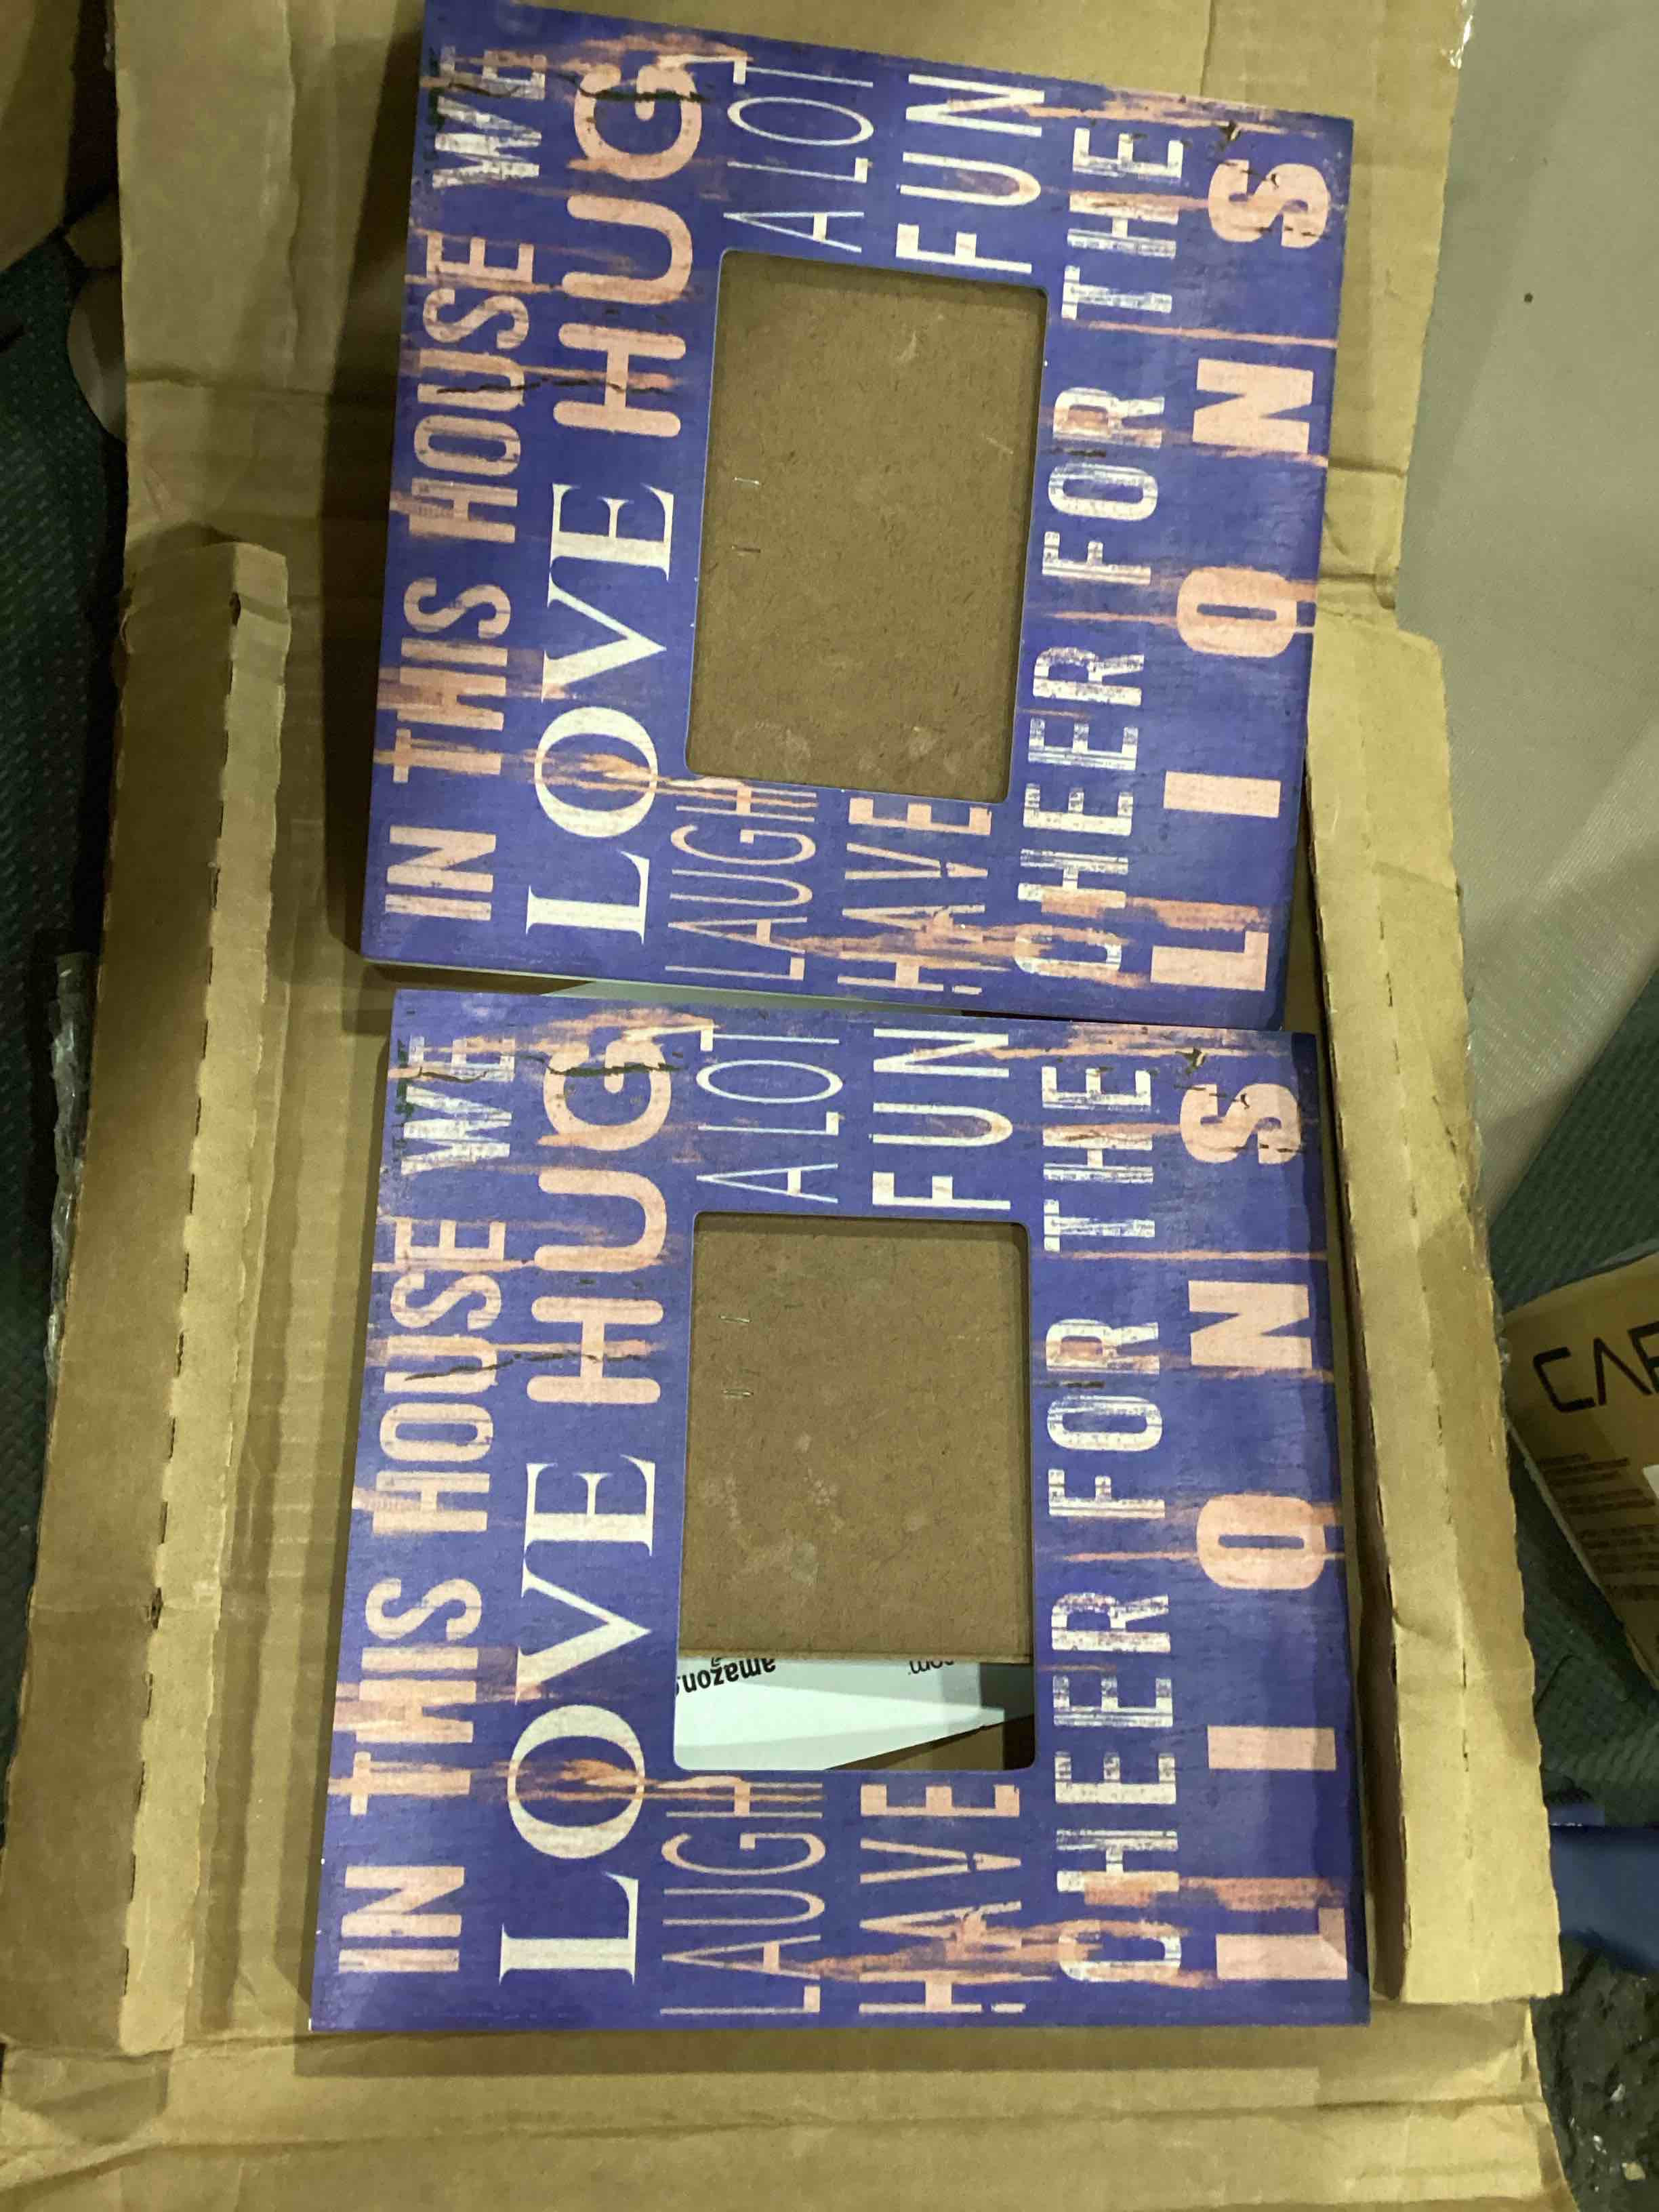 IN THIS HOUSE WE
LOVE HUG,
LAUGH A LOT
HAVE FUN
CHEER FOR THE
LIONS
IN THIS HOUSE WE
LOVE HUG,
LAUGH A LOT
HAVE FUN
CHEER FOR THE
LIONS
amazon.
com